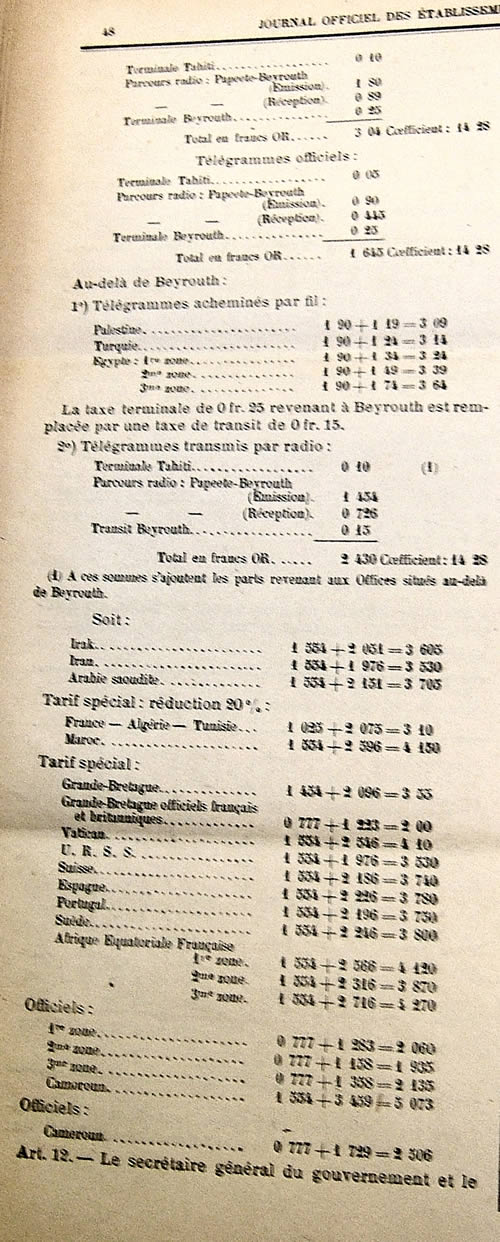 48 JOURNAL OFFICIEL DES ÉTABLISSEM
Terminale Tahiti.................. 0 10
Parcours radio : Papeete-Beyrouth
(Émission). 1 80
— — (Réception). 0 89
Terminale Beyrouth.............. 0 25
Total en francs OR...... 3 04 Coefficient : 14 28
Télégrammes officiels :
Terminale Tahiti.................. 0 05
Parcours radio : Papeete-Beyrouth
(Émission). 0 90
— — (Réception). 0 445
Terminale Beyrouth.............. 0 25
Total en francs OR...... 1 645 Coefficient : 14 28
Au-delà de Beyrouth :
1º) Télégrammes acheminés par fil :
Palestine.......................... 1 90 + 1 19 = 3 09
Turquie............................ 1 90 + 1 24 = 3 14
Egypte : 1re zone................ 1 90 + 1 34 = 3 24
2me zone................ 1 90 + 1 49 = 3 39
3me zone................ 1 90 + 1 74 = 3 64
La taxe terminale de 0 fr. 25 revenant à Beyrouth est rem-
placée par une taxe de transit de 0 fr. 15.
2º) Télégrammes transmis par radio :
Terminale Tahiti.................. 0 10 (1)
Parcours radio : Papeete-Beyrouth
(Émission). 1 454
— — (Réception). 0 726
Transit Beyrouth.................. 0 15
Total en francs OR...... 2 430 Coefficient : 14 28
(1) A ces sommes s'ajoutent les parts revenant aux Offices situés au-delà
de Beyrouth.
Soit :
Irak.......................... 1 554 + 2 051 = 3 605
Iran.......................... 1 554 + 1 976 = 3 530
Arabie saoudite.............. 1 554 + 2 151 = 3 705
Tarif spécial : réduction 20 % :
France — Algérie — Tunisie... 1 025 + 2 075 = 3 10
Maroc......................... 1 554 + 2 596 = 4 150
Tarif spécial :
Grande-Bretagne.............. 1 454 + 2 096 = 3 55
Grande-Bretagne officiels français
et britanniques.............. 0 777 + 1 223 = 2 00
Vatican....................... 1 554 + 2 546 = 4 10
U. R. S. S. .................. 1 554 + 1 976 = 3 530
Suisse........................ 1 554 + 2 186 = 3 740
Espagne....................... 1 554 + 2 226 = 3 780
Portugal...................... 1 554 + 2 196 = 3 750
Suède......................... 1 554 + 2 246 = 3 800
Afrique Equatoriale Française
1re zone. 1 554 + 2 566 = 4 120
2me zone. 1 554 + 2 316 = 3 870
3me zone. 1 554 + 2 716 = 4 270
Officiels :
1re zone...................... 0 777 + 1 283 = 2 060
2me zone...................... 0 777 + 1 158 = 1 935
3me zone...................... 0 777 + 1 358 = 2 135
Cameroun...................... 1 554 + 3 459 = 5 073
Officiels :
Cameroun...................... 0 777 + 1 729 = 2 506
Art. 12. — Le secrétaire général du gouvernement et le